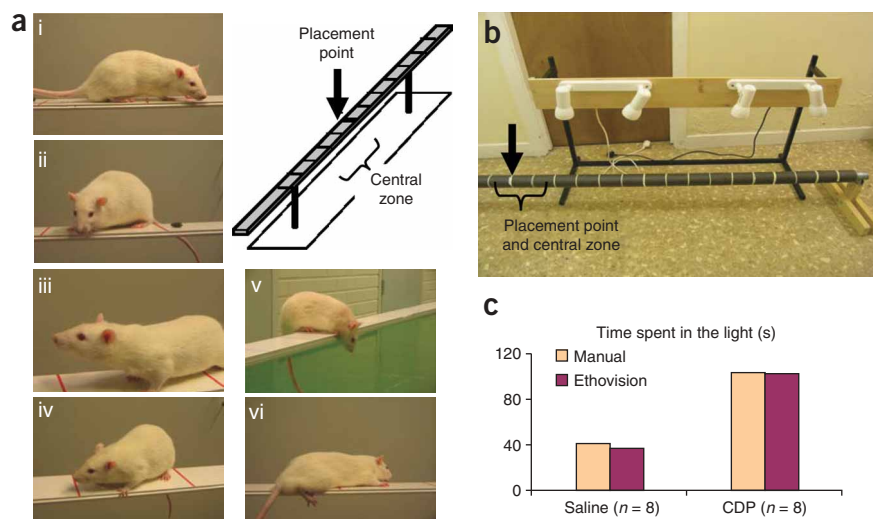 a
i
ii
iii
iv
v
vi
Placement
point
Central
zone
b
Placement point
and central zone
c
Time spent in the light (s)
Manual
Ethovision
120
80
40
0
Saline (n = 8)
CDP (n = 8)